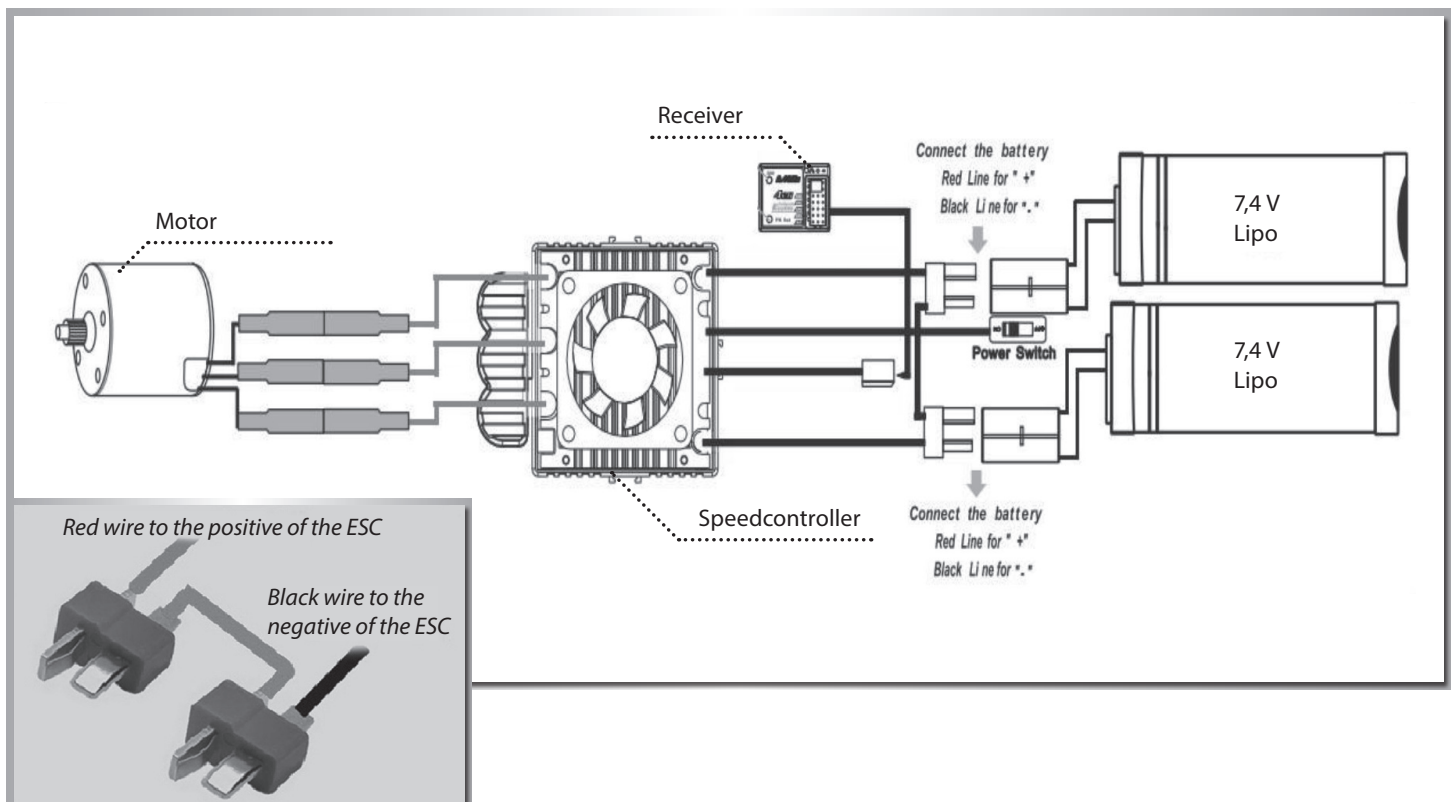 Receiver
Connect the battery
Red Line for " +"
Black Line for "-"
Motor
7,4 V
Lipo
Power Switch
7,4 V
Lipo
Speedcontroller
Connect the battery
Red Line for " +"
Black Line for "-"
Red wire to the positive of the ESC
Black wire to the
negative of the ESC